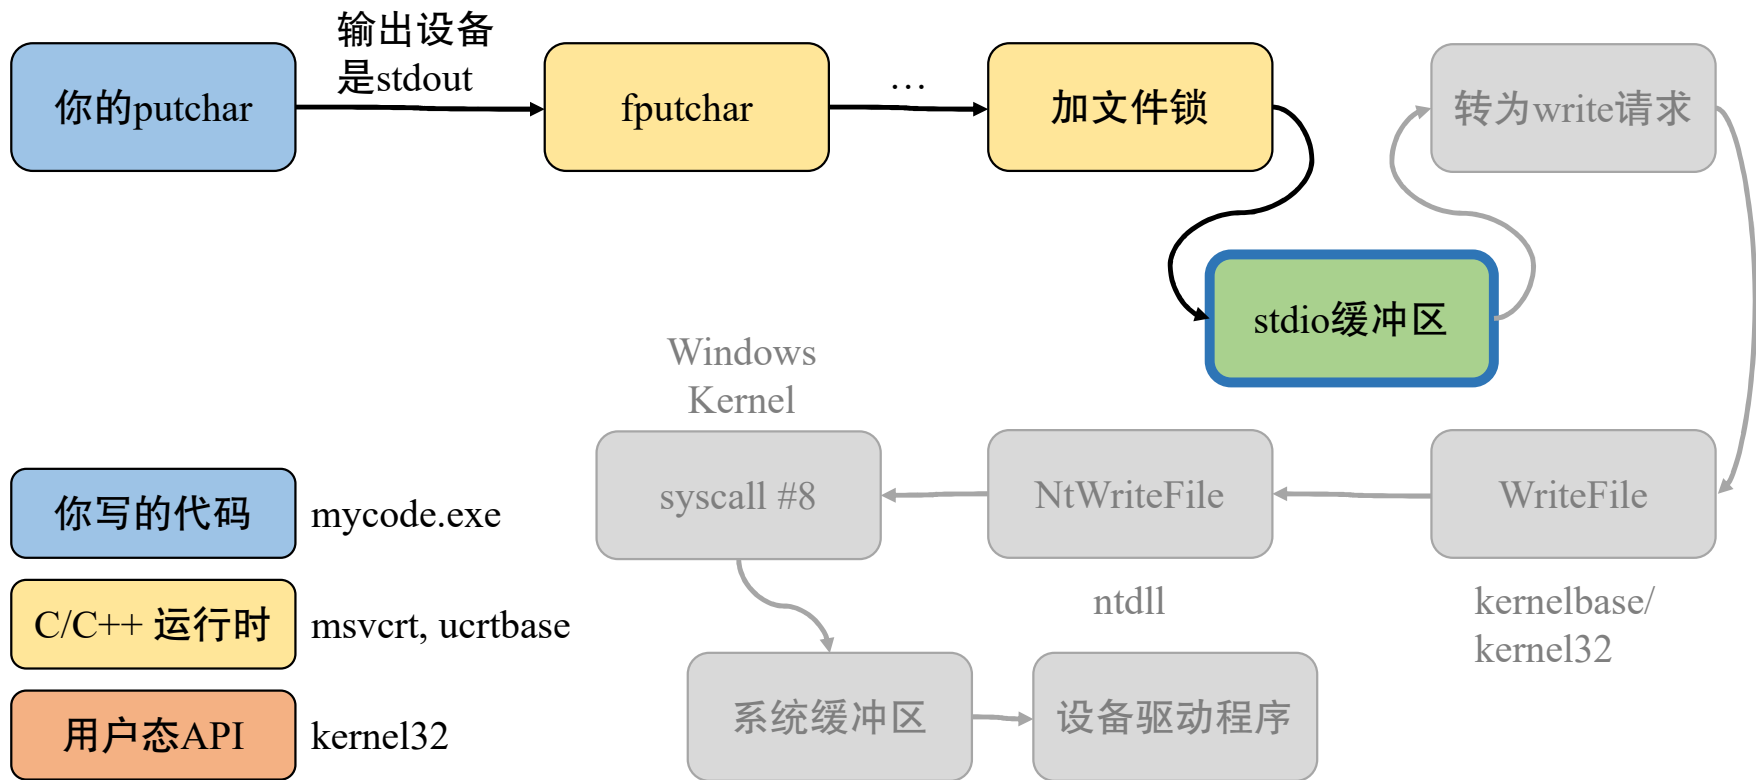 输出设备
是stdout
你的putchar
fputchar
…
加文件锁
转为write请求
stdio缓冲区
Windows
Kernel
syscall #8
NtWriteFile
WriteFile
ntdll
kernelbase/
kernel32
系统缓冲区
设备驱动程序
你写的代码
mycode.exe
C/C++ 运行时
msvcrt, ucrtbase
用户态API
kernel32